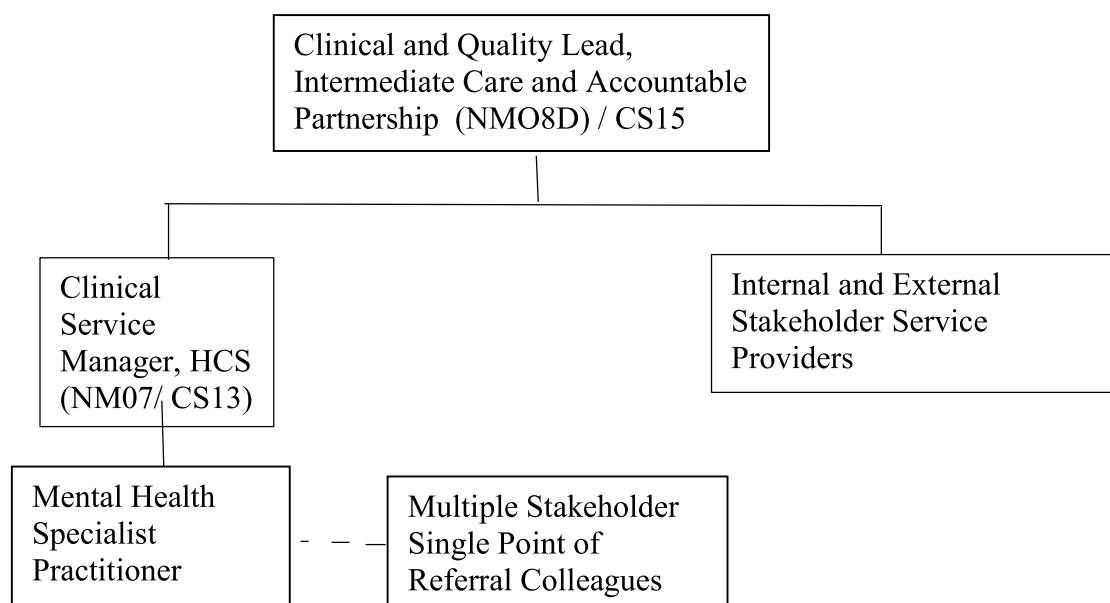 Clinical and Quality Lead,
Intermediate Care and Accountable
Partnership (NMO8D) / CS15
Clinical
Service
Manager, HCS
(NM07/ CS13)
Internal and External
Stakeholder Service
Providers
Mental Health
Specialist
Practitioner
Multiple Stakeholder
Single Point of
Referral Colleagues